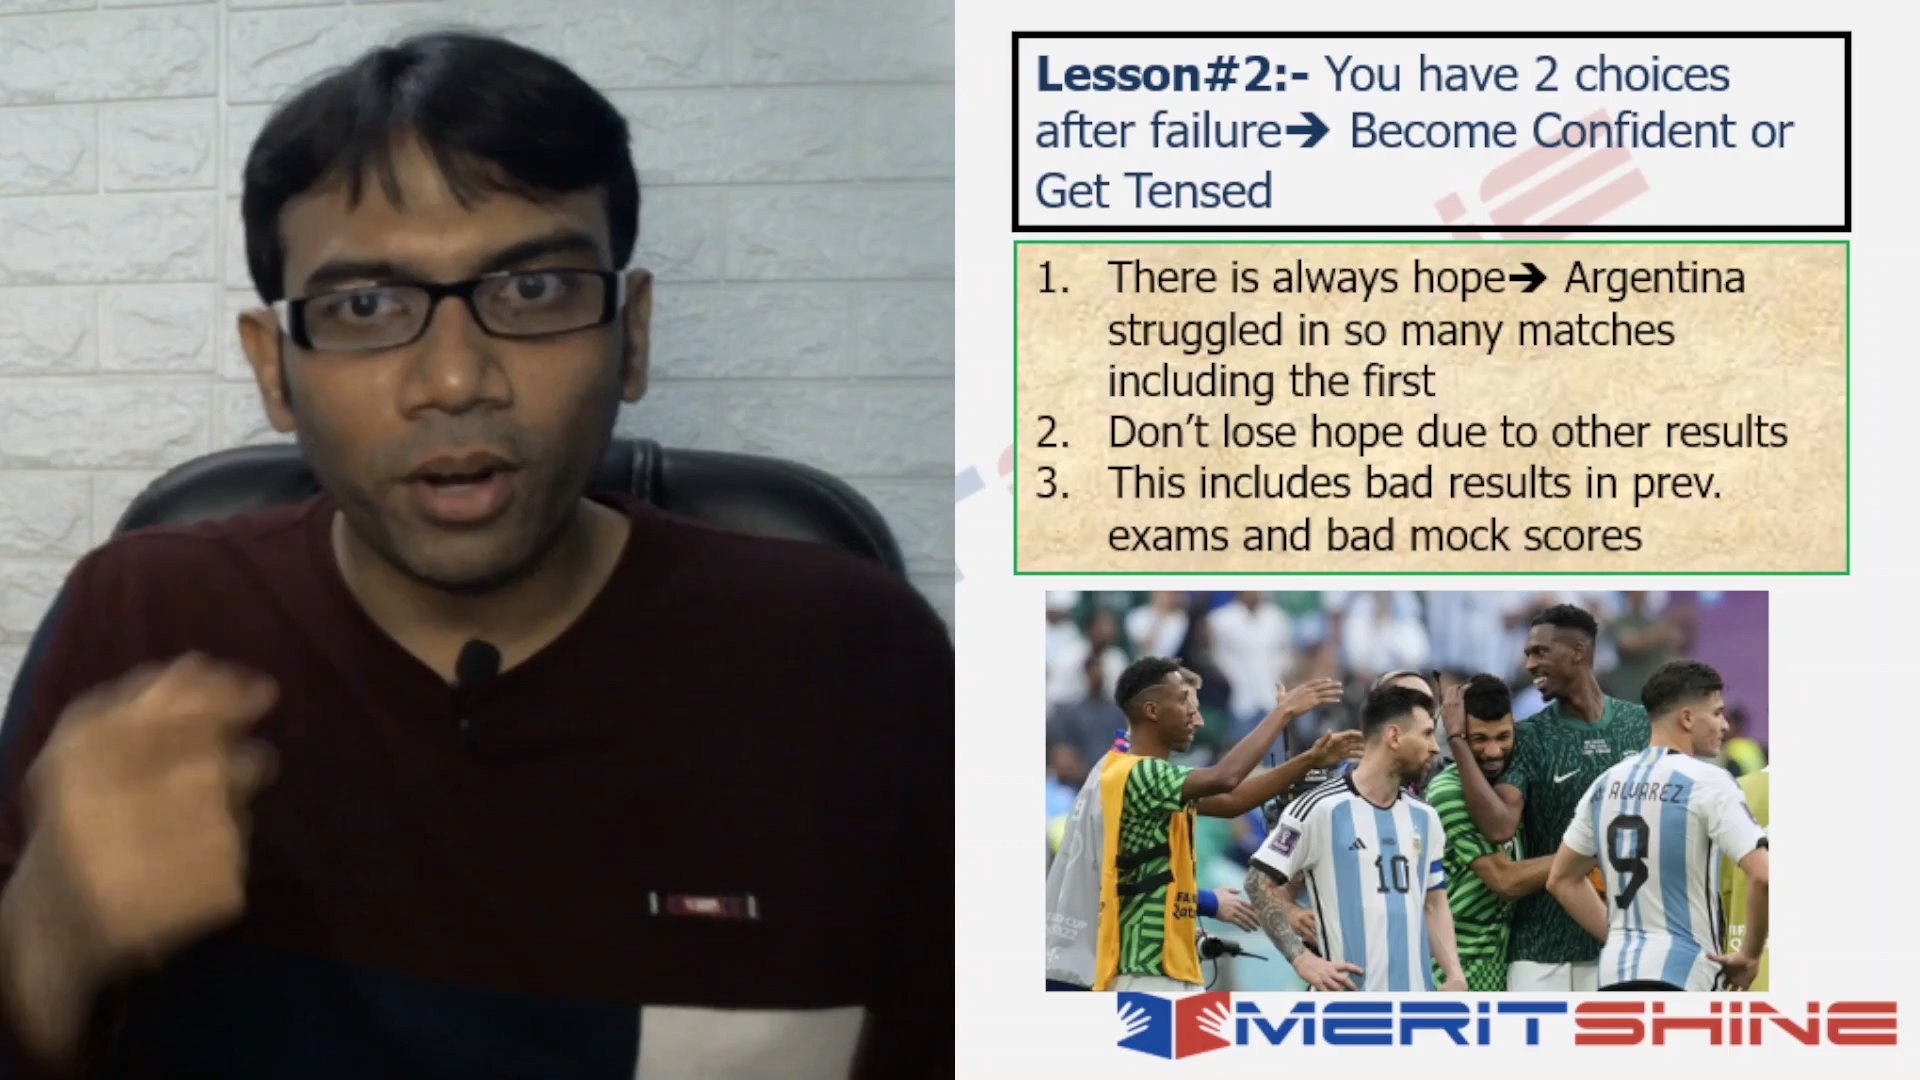 Lesson#2:- You have 2 choices
after failure➔ Become Confident or
Get Tensed
1. There is always hope➔ Argentina
struggled in so many matches
including the first
2. Don't lose hope due to other results
3. This includes bad results in prev.
exams and bad mock scores
ALVAREZ
10
9
MERITSHINE